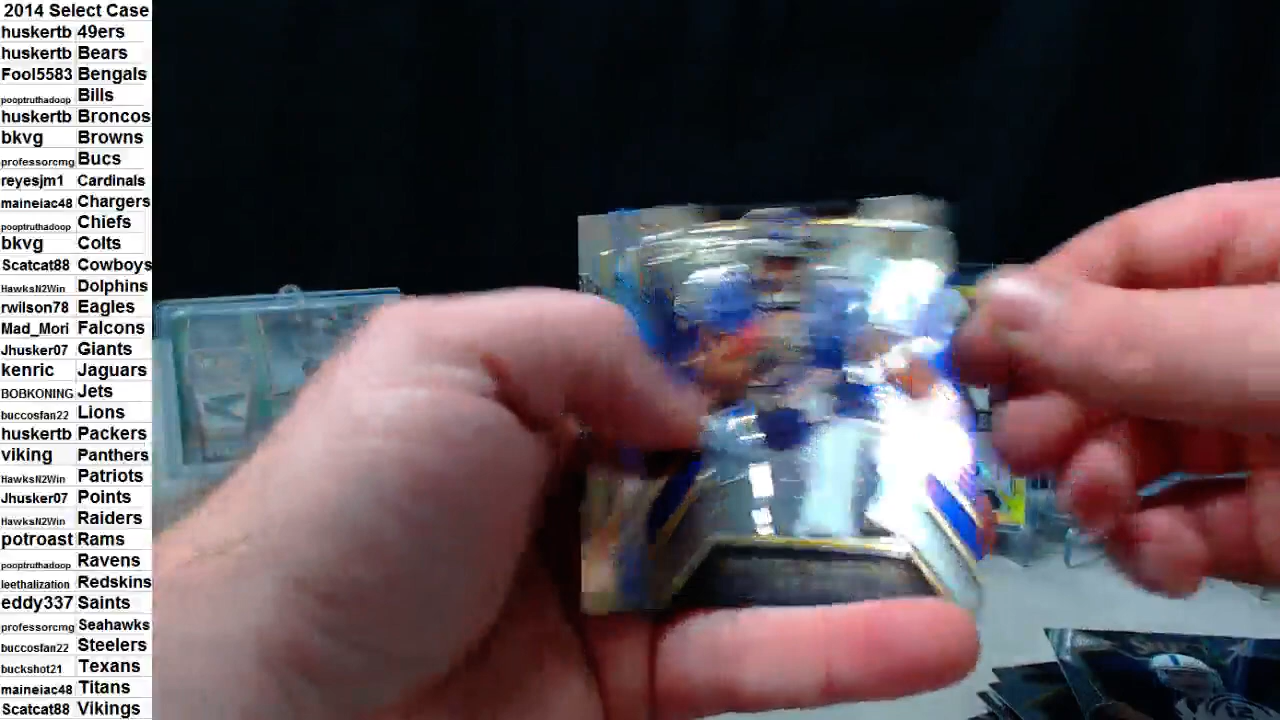 2014 Select Case
huskertb 49ers
huskertb Bears
Fool5583 Bengals
pooptruthadoop Bills
huskertb Broncos
bkvg Browns
professorcmg Bucs
reyesjm1 Cardinals
maineiac48 Chargers
pooptruthadoop Chiefs
bkvg Colts
Scatcat88 Cowboys
HawksN2Win Dolphins
rwilson78 Eagles
Mad_Mori Falcons
Jhusker07 Giants
kenric Jaguars
BOBKONING Jets
buccosfan22 Lions
huskertb Packers
viking Panthers
HawksN2Win Patriots
Jhusker07 Points
HawksN2Win Raiders
potroast Rams
pooptruthadoop Ravens
leethalization Redskins
eddy337 Saints
professorcmg Seahawks
buccosfan22 Steelers
buckshot21 Texans
maineiac48 Titans
Scatcat88 Vikings